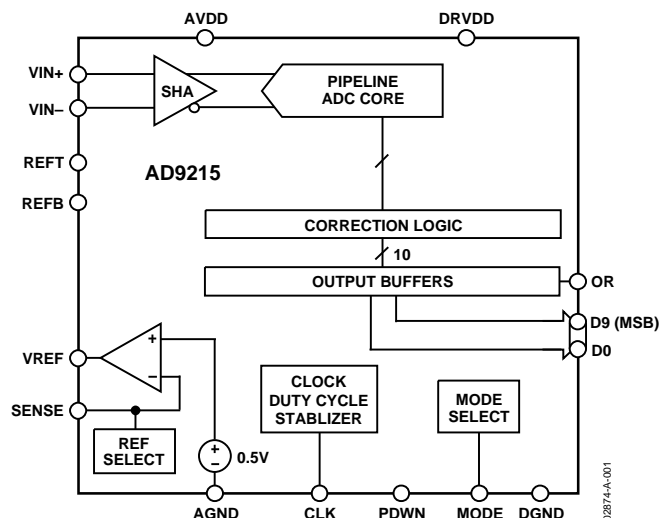 AVDD
DRVDD
VIN+
VIN–
SHA
PIPELINE
ADC CORE
REFT
REFB
AD9215
CORRECTION LOGIC
10
OUTPUT BUFFERS
OR
D9 (MSB)
D0
VREF
+
–
SENSE
REF
SELECT
+
–
0.5V
CLOCK
DUTY CYCLE
STABLIZER
MODE
SELECT
AGND
CLK
PDWN
MODE
DGND
02874-A-001